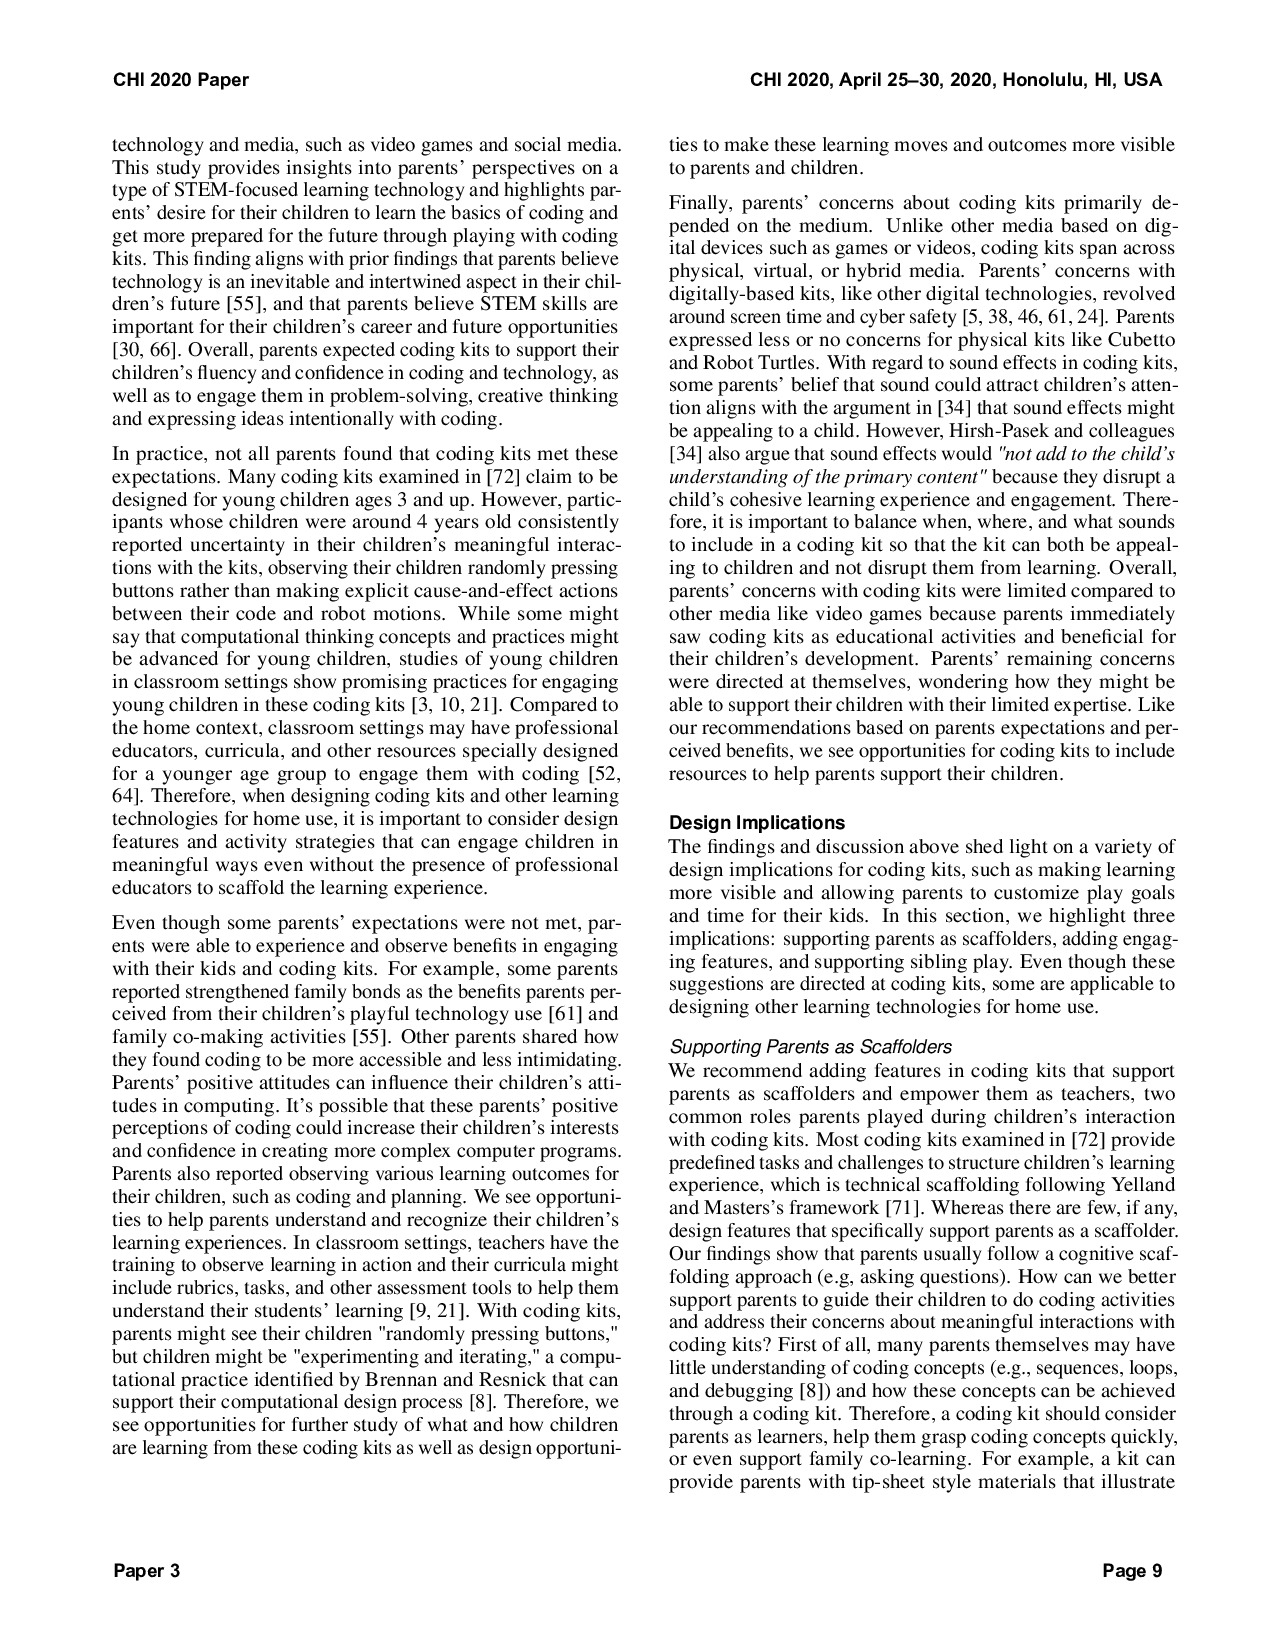 CHI 2020 Paper
CHI 2020, April 25–30, 2020, Honolulu, HI, USA
technology and media, such as video games and social media.
This study provides insights into parents’ perspectives on a
type of STEM-focused learning technology and highlights par-
ents’ desire for their children to learn the basics of coding and
get more prepared for the future through playing with coding
kits. This finding aligns with prior findings that parents believe
technology is an inevitable and intertwined aspect in their chil-
dren’s future [55], and that parents believe STEM skills are
important for their children’s career and future opportunities
[30, 66]. Overall, parents expected coding kits to support their
children’s fluency and confidence in coding and technology, as
well as to engage them in problem-solving, creative thinking
and expressing ideas intentionally with coding.
In practice, not all parents found that coding kits met these
expectations. Many coding kits examined in [72] claim to be
designed for young children ages 3 and up. However, partic-
ipants whose children were around 4 years old consistently
reported uncertainty in their children’s meaningful interac-
tions with the kits, observing their children randomly pressing
buttons rather than making explicit cause-and-effect actions
between their code and robot motions. While some might
say that computational thinking concepts and practices might
be advanced for young children, studies of young children
in classroom settings show promising practices for engaging
young children in these coding kits [3, 10, 21]. Compared to
the home context, classroom settings may have professional
educators, curricula, and other resources specially designed
for a younger age group to engage them with coding [52,
64]. Therefore, when designing coding kits and other learning
technologies for home use, it is important to consider design
features and activity strategies that can engage children in
meaningful ways even without the presence of professional
educators to scaffold the learning experience.
Even though some parents’ expectations were not met, par-
ents were able to experience and observe benefits in engaging
with their kids and coding kits. For example, some parents
reported strengthened family bonds as the benefits parents per-
ceived from their children’s playful technology use [61] and
family co-making activities [55]. Other parents shared how
they found coding to be more accessible and less intimidating.
Parents’ positive attitudes can influence their children’s atti-
tudes in computing. It’s possible that these parents’ positive
perceptions of coding could increase their children’s interests
and confidence in creating more complex computer programs.
Parents also reported observing various learning outcomes for
their children, such as coding and planning. We see opportuni-
ties to help parents understand and recognize their children’s
learning experiences. In classroom settings, teachers have the
training to observe learning in action and their curricula might
include rubrics, tasks, and other assessment tools to help them
understand their students’ learning [9, 21]. With coding kits,
parents might see their children "randomly pressing buttons,"
but children might be "experimenting and iterating," a compu-
tational practice identified by Brennan and Resnick that can
support their computational design process [8]. Therefore, we
see opportunities for further study of what and how children
are learning from these coding kits as well as design opportuni-
ties to make these learning moves and outcomes more visible
to parents and children.
Finally, parents’ concerns about coding kits primarily de-
pended on the medium. Unlike other media based on dig-
ital devices such as games or videos, coding kits span across
physical, virtual, or hybrid media. Parents’ concerns with
digitally-based kits, like other digital technologies, revolved
around screen time and cyber safety [5, 38, 46, 61, 24]. Parents
expressed less or no concerns for physical kits like Cubetto
and Robot Turtles. With regard to sound effects in coding kits,
some parents’ belief that sound could attract children’s atten-
tion aligns with the argument in [34] that sound effects might
be appealing to a child. However, Hirsh-Pasek and colleagues
[34] also argue that sound effects would "not add to the child’s
understanding of the primary content" because they disrupt a
child’s cohesive learning experience and engagement. There-
fore, it is important to balance when, where, and what sounds
to include in a coding kit so that the kit can both be appeal-
ing to children and not disrupt them from learning. Overall,
parents’ concerns with coding kits were limited compared to
other media like video games because parents immediately
saw coding kits as educational activities and beneficial for
their children’s development. Parents’ remaining concerns
were directed at themselves, wondering how they might be
able to support their children with their limited expertise. Like
our recommendations based on parents expectations and per-
ceived benefits, we see opportunities for coding kits to include
resources to help parents support their children.
Design Implications
The findings and discussion above shed light on a variety of
design implications for coding kits, such as making learning
more visible and allowing parents to customize play goals
and time for their kids. In this section, we highlight three
implications: supporting parents as scaffolders, adding engag-
ing features, and supporting sibling play. Even though these
suggestions are directed at coding kits, some are applicable to
designing other learning technologies for home use.
Supporting Parents as Scaffolders
We recommend adding features in coding kits that support
parents as scaffolders and empower them as teachers, two
common roles parents played during children’s interaction
with coding kits. Most coding kits examined in [72] provide
predefined tasks and challenges to structure children’s learning
experience, which is technical scaffolding following Yelland
and Masters’s framework [71]. Whereas there are few, if any,
design features that specifically support parents as a scaffolder.
Our findings show that parents usually follow a cognitive scaf-
folding approach (e.g, asking questions). How can we better
support parents to guide their children to do coding activities
and address their concerns about meaningful interactions with
coding kits? First of all, many parents themselves may have
little understanding of coding concepts (e.g., sequences, loops,
and debugging [8]) and how these concepts can be achieved
through a coding kit. Therefore, a coding kit should consider
parents as learners, help them grasp coding concepts quickly,
or even support family co-learning. For example, a kit can
provide parents with tip-sheet style materials that illustrate
Paper 3
Page 9